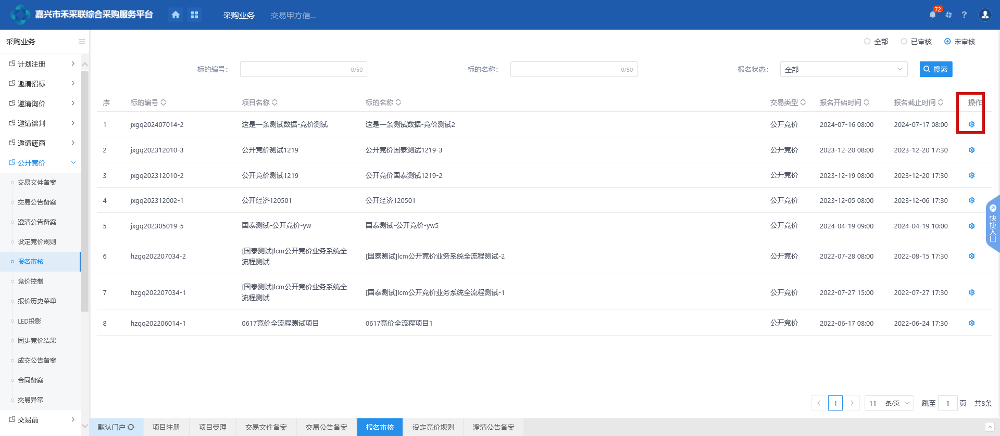 嘉兴市禾采联综合采购服务平台
采购业务
交易甲方信...
72
采购业务
计划注册
邀请招标
邀请询价
邀请谈判
邀请磋商
公开竞价
交易文件备案
交易公告备案
澄清公告备案
设定竞价规则
报名审核
竞价控制
报价历史菜单
LED投影
同步竞价结果
成交公告备案
合同备案
交易异常
交易前
全部 已审核 未审核
标的编号： 0/50 标的名称： 0/50 报名状态： 全部 搜索
序 标的编号 项目名称 标的名称 交易类型 报名开始时间 报名截止时间 操作
1 jxgq202407014-2 这是一条测试数据-竞价测试 这是一条测试数据-竞价测试2 公开竞价 2024-07-16 08:00 2024-07-17 08:00
2 jxgq202312010-3 公开竞价测试1219 公开竞价国泰测试1219-3 公开竞价 2023-12-20 08:00 2023-12-20 17:30
3 jxgq202312010-2 公开竞价测试1219 公开竞价国泰测试1219-2 公开竞价 2023-12-19 08:00 2023-12-20 17:30
4 jxgq202312002-1 公开经济120501 公开经济120501 公开竞价 2023-12-05 08:00 2023-12-06 17:30
5 jxgq202305019-5 国泰测试-公开竞价-yw 国泰测试-公开竞价-yw5 公开竞价 2024-04-19 09:00 2024-04-19 10:00
6 hzgq202207034-2 [国泰测试]lcm公开竞价业务系统全
流程测试 [国泰测试]lcm公开竞价业务系统全流程测试-2 公开竞价 2022-07-28 08:00 2022-08-15 17:30
7 hzgq202207034-1 [国泰测试]lcm公开竞价业务系统全
流程测试 [国泰测试]lcm公开竞价业务系统全流程测试-1 公开竞价 2022-07-27 15:00 2022-07-27 17:30
8 hzgq202206014-1 0617竞价全流程测试项目 0617竞价全流程项目1 公开竞价 2022-06-17 08:00 2022-06-24 17:30
快捷入口
1 11 条/页 跳至 1 页 共8条
默认门户 项目注册 项目受理 交易文件备案 交易公告备案 报名审核 设定竞价规则 澄清公告备案